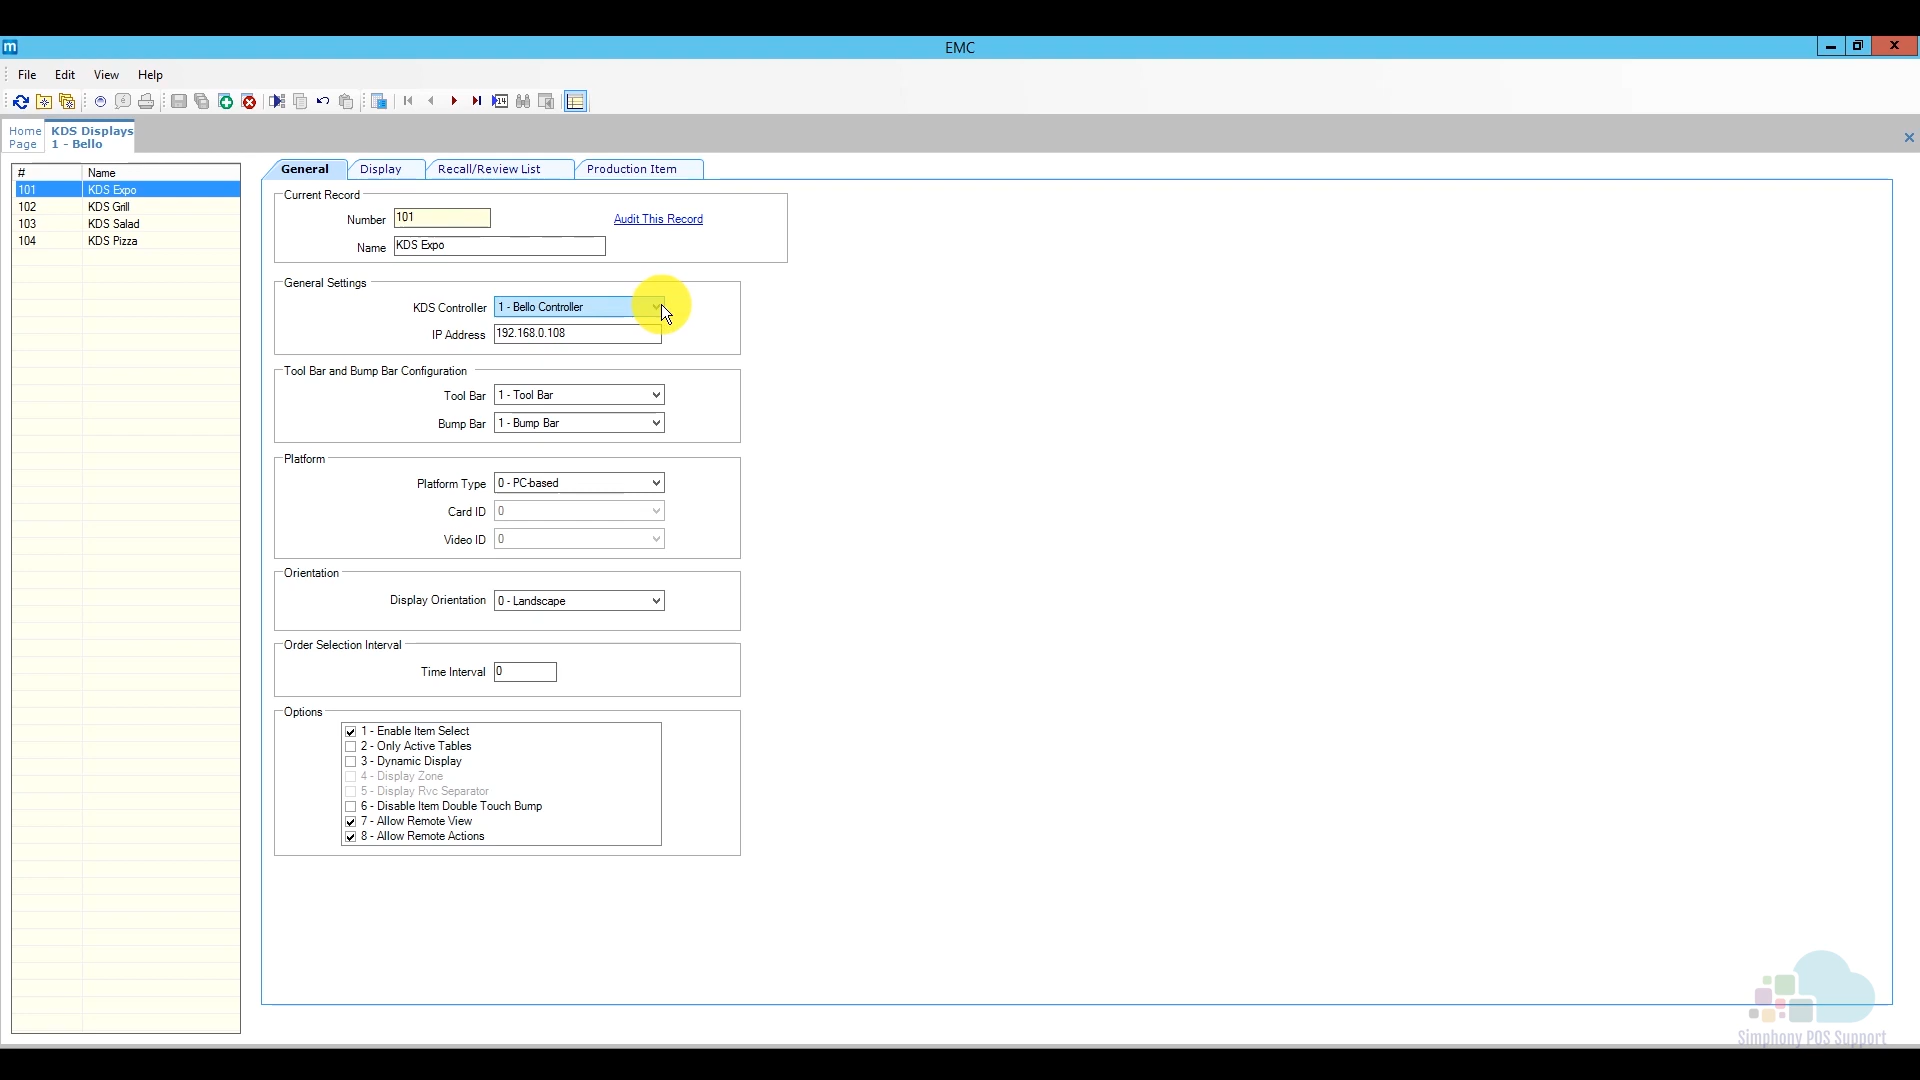 EMC
File Edit View Help
Home Page
KDS Displays
1 - Bello
# Name
101 KDS Expo
102 KDS Grill
103 KDS Salad
104 KDS Pizza
General Display Recall/Review List Production Item
Current Record
Number 101 Audit This Record
Name KDS Expo
General Settings
KDS Controller 1 - Bello Controller
IP Address 192.168.0.108
Tool Bar and Bump Bar Configuration
Tool Bar 1 - Tool Bar
Bump Bar 1 - Bump Bar
Platform
Platform Type 0 - PC-based
Card ID 0
Video ID 0
Orientation
Display Orientation 0 - Landscape
Order Selection Interval
Time Interval 0
Options
1 - Enable Item Select
2 - Only Active Tables
3 - Dynamic Display
4 - Display Zone
5 - Display Rvc Separator
6 - Disable Item Double Touch Bump
7 - Allow Remote View
8 - Allow Remote Actions
Simphony POS Support